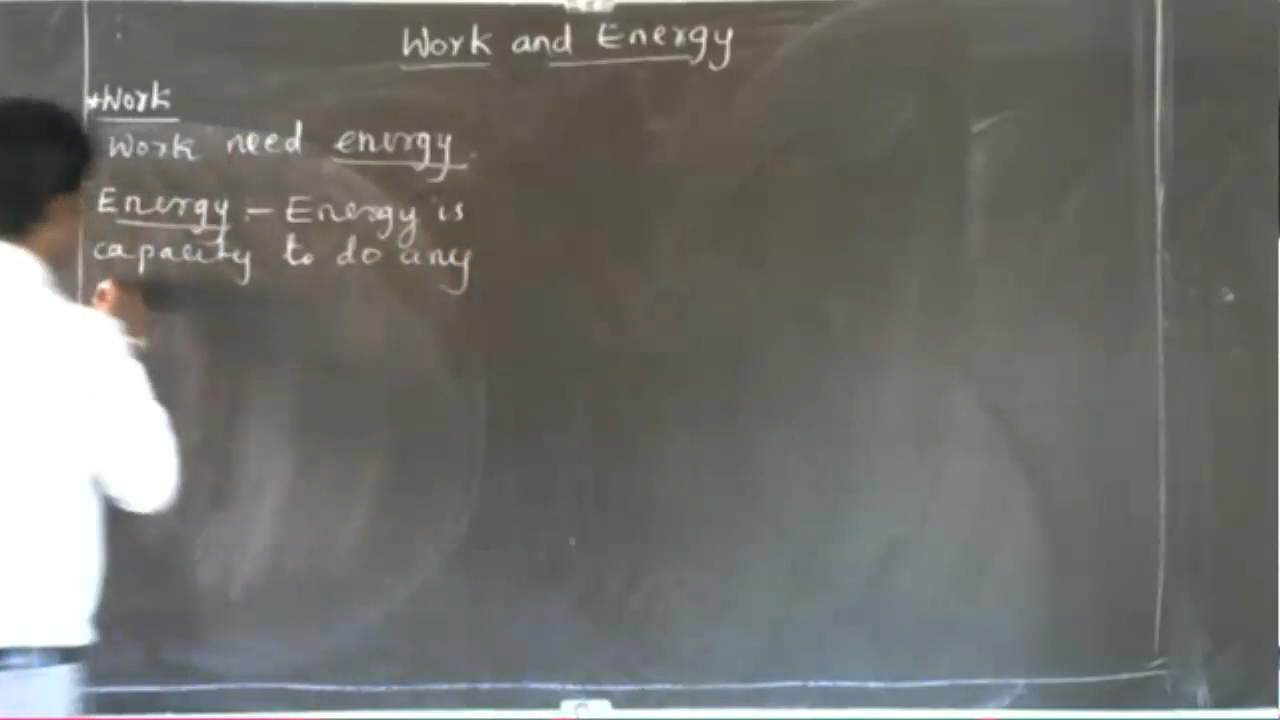 Work and Energy
*Work
Work need energy.
Energy :- Energy is
capacity to do any